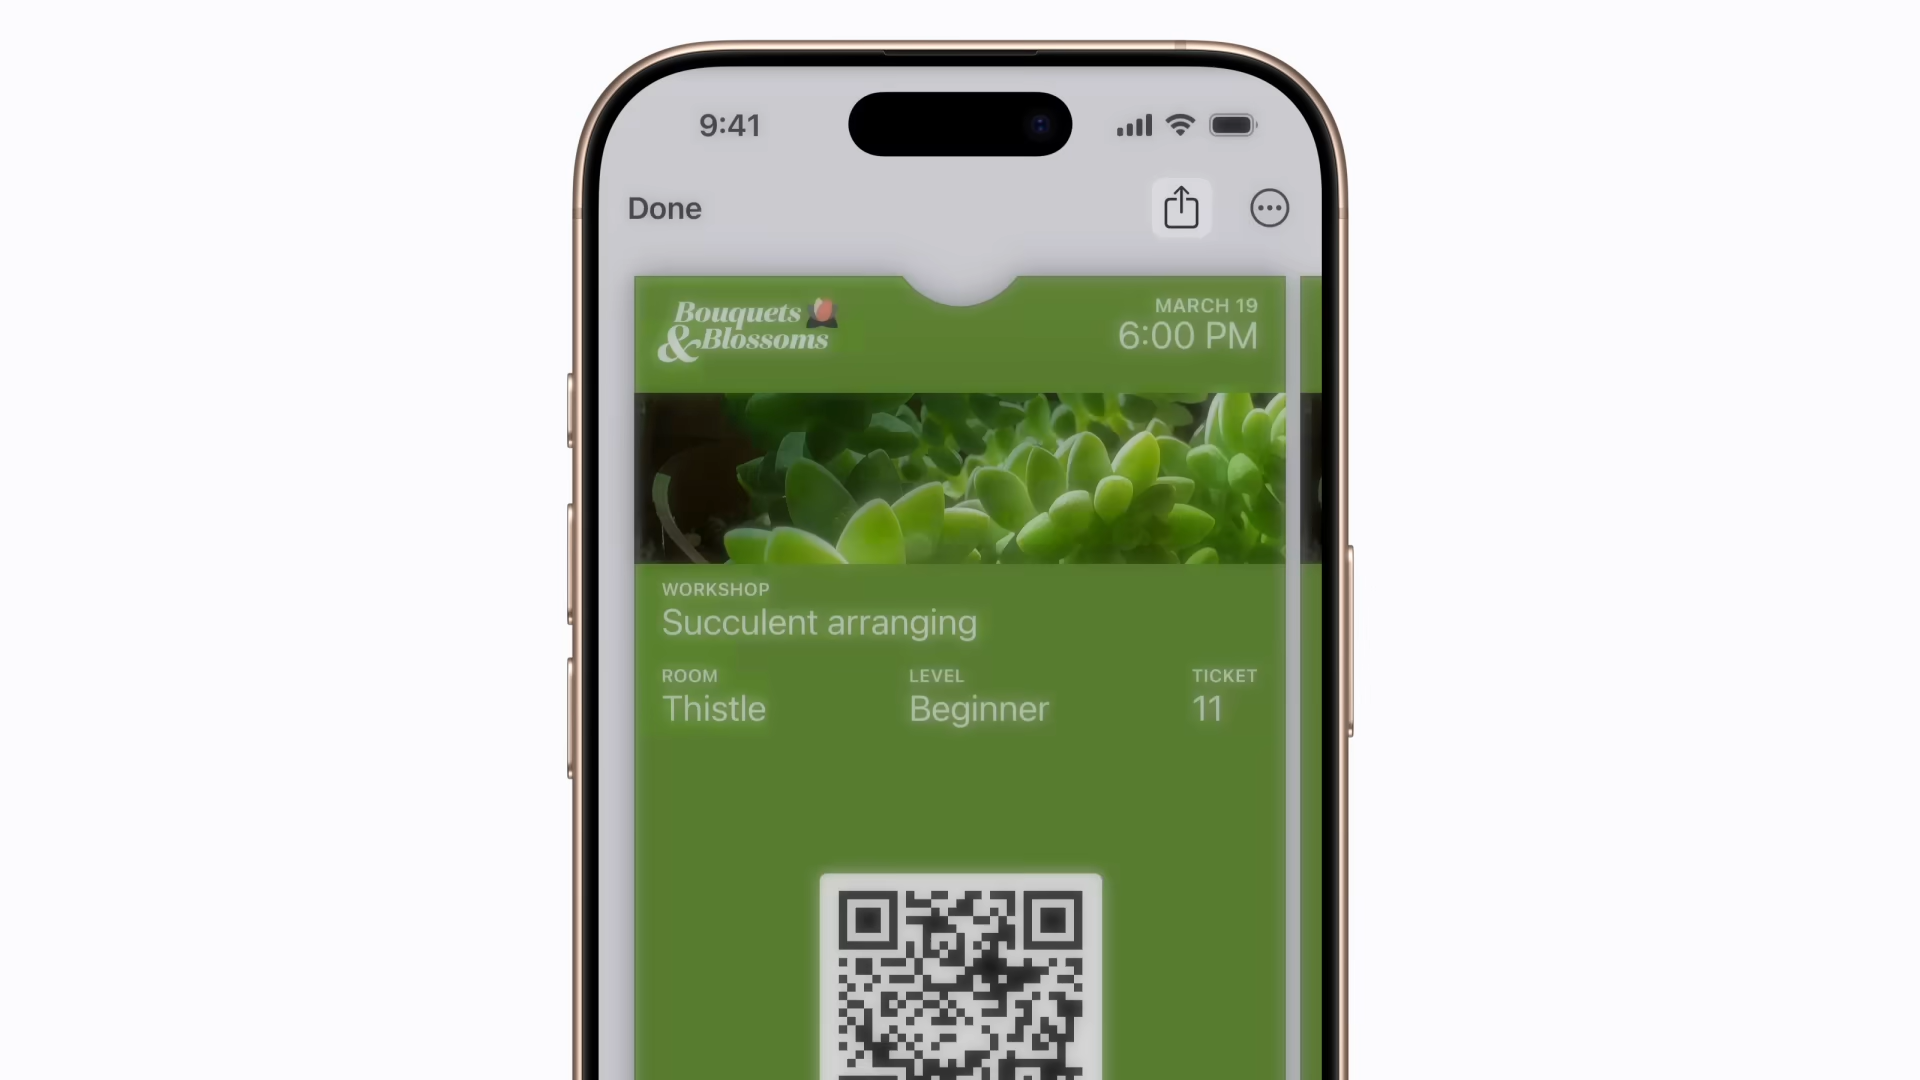 9:41
Done
Bouquets
&Blossoms
MARCH 19
6:00 PM
WORKSHOP
Succulent arranging
ROOM
LEVEL
TICKET
Thistle
Beginner
11